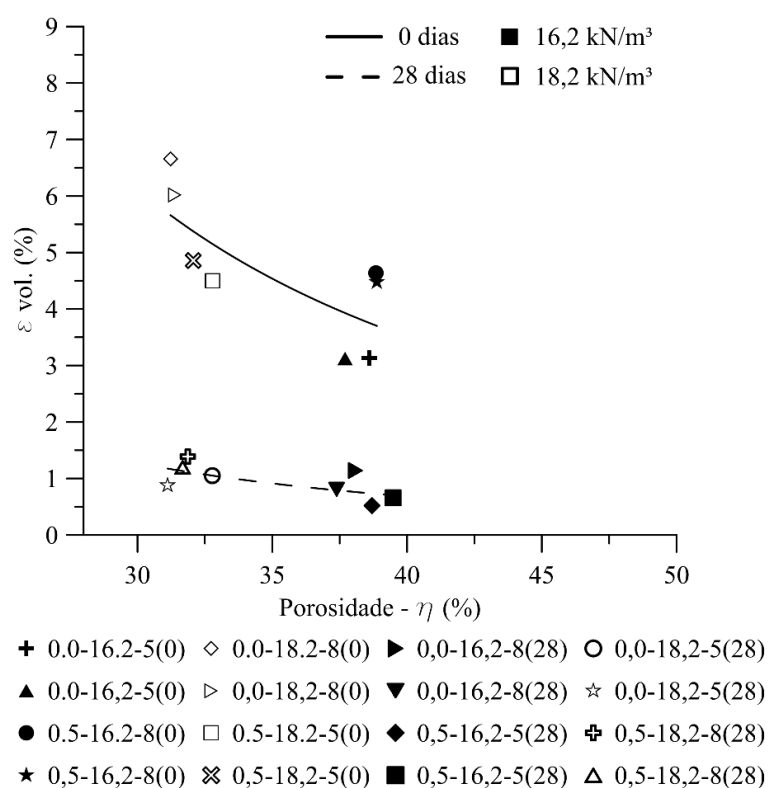 9
8
7
6
5
4
3
2
1
0
ε vol. (%)
0 dias
16,2 kN/m³
28 dias
18,2 kN/m³
30
35
40
45
50
Porosidade - η (%)
0.0-16.2-5(0) 0.0-18.2-8(0) 0,0-16,2-8(28) 0,0-18,2-5(28)
0.0-16,2-5(0) 0,0-18,2-8(0) 0,0-16,2-8(28) 0,0-18.2-5(28)
0.5-16.2-8(0) 0.5-18.2-5(0) 0,5-16,2-5(28) 0,5-18,2-8(28)
0,5-16,2-8(0) 0,5-18,2-5(0) 0,5-16,2-5(28) 0,5-18,2-8(28)